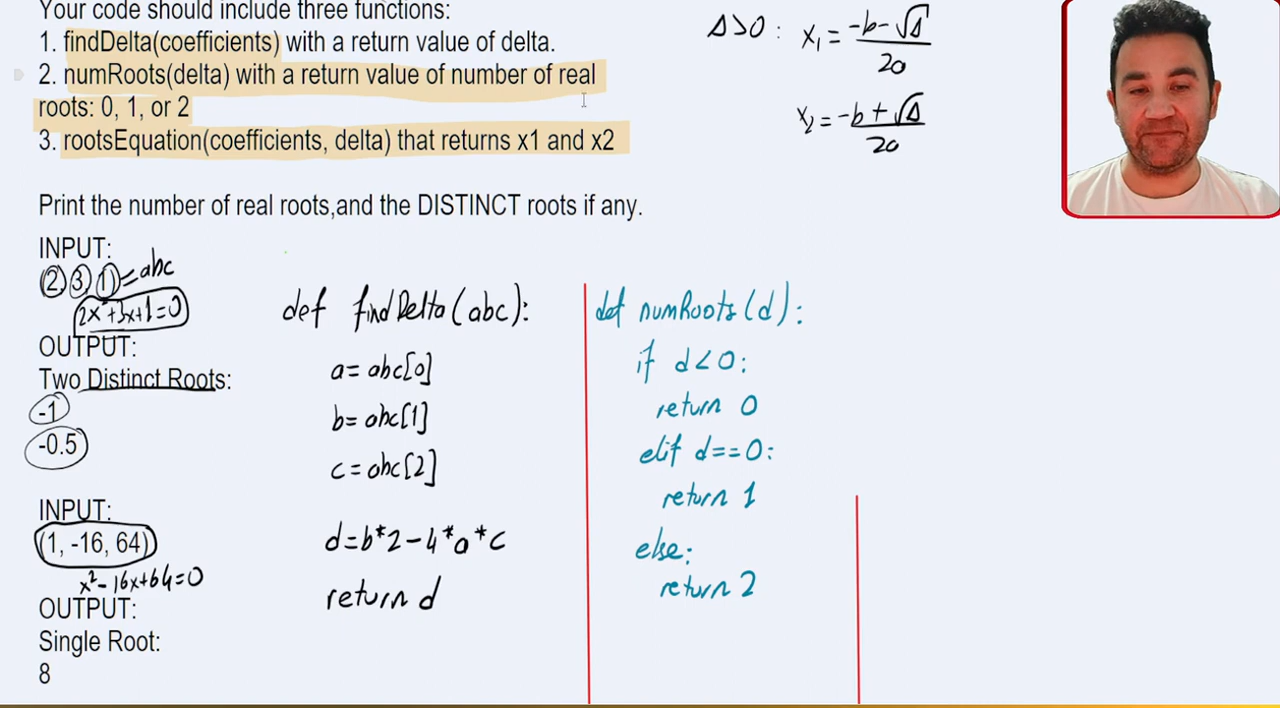 Your code should include three functions:
1. findDelta(coefficients) with a return value of delta.
2. numRoots(delta) with a return value of number of real
roots: 0, 1, or 2
3. rootsEquation(coefficients, delta) that returns x1 and x2
Print the number of real roots,and the DISTINCT roots if any.
INPUT:
(2, 3, 1) = abc
2x²+3x+1=0
OUTPUT:
Two Distinct Roots:
-1
-0.5
INPUT:
(1, -16, 64)
x²-16x+64=0
OUTPUT:
Single Root:
8
Δ>0: x₁ = -b-√Δ / 2a
x₂ = -b+√Δ / 2a
def findDelta(abc):
a= abc[0]
b= abc[1]
c= abc[2]
d=b*2-4*a*c
return d
def numRoots(d):
if d<0:
return 0
elif d==0:
return 1
else:
return 2